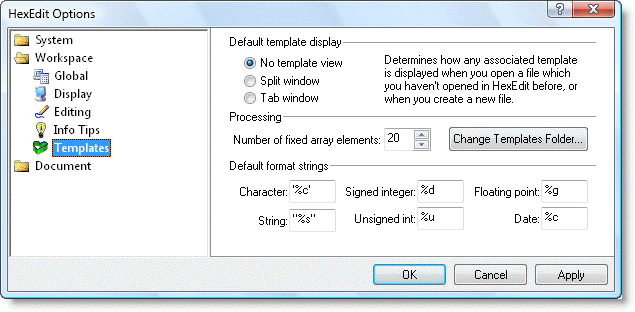 HexEdit Options
System
Workspace
Global
Display
Editing
Info Tips
Templates
Document
Default template display
No template view
Split window
Tab window
Determines how any associated template
is displayed when you open a file which
you haven't opened in HexEdit before, or
when you create a new file.
Processing
Number of fixed array elements: 20 Change Templates Folder...
Default format strings
Character: '%c' Signed integer: %d Floating point: %g
String: "%s" Unsigned int: %u Date: %c
OK Cancel Apply